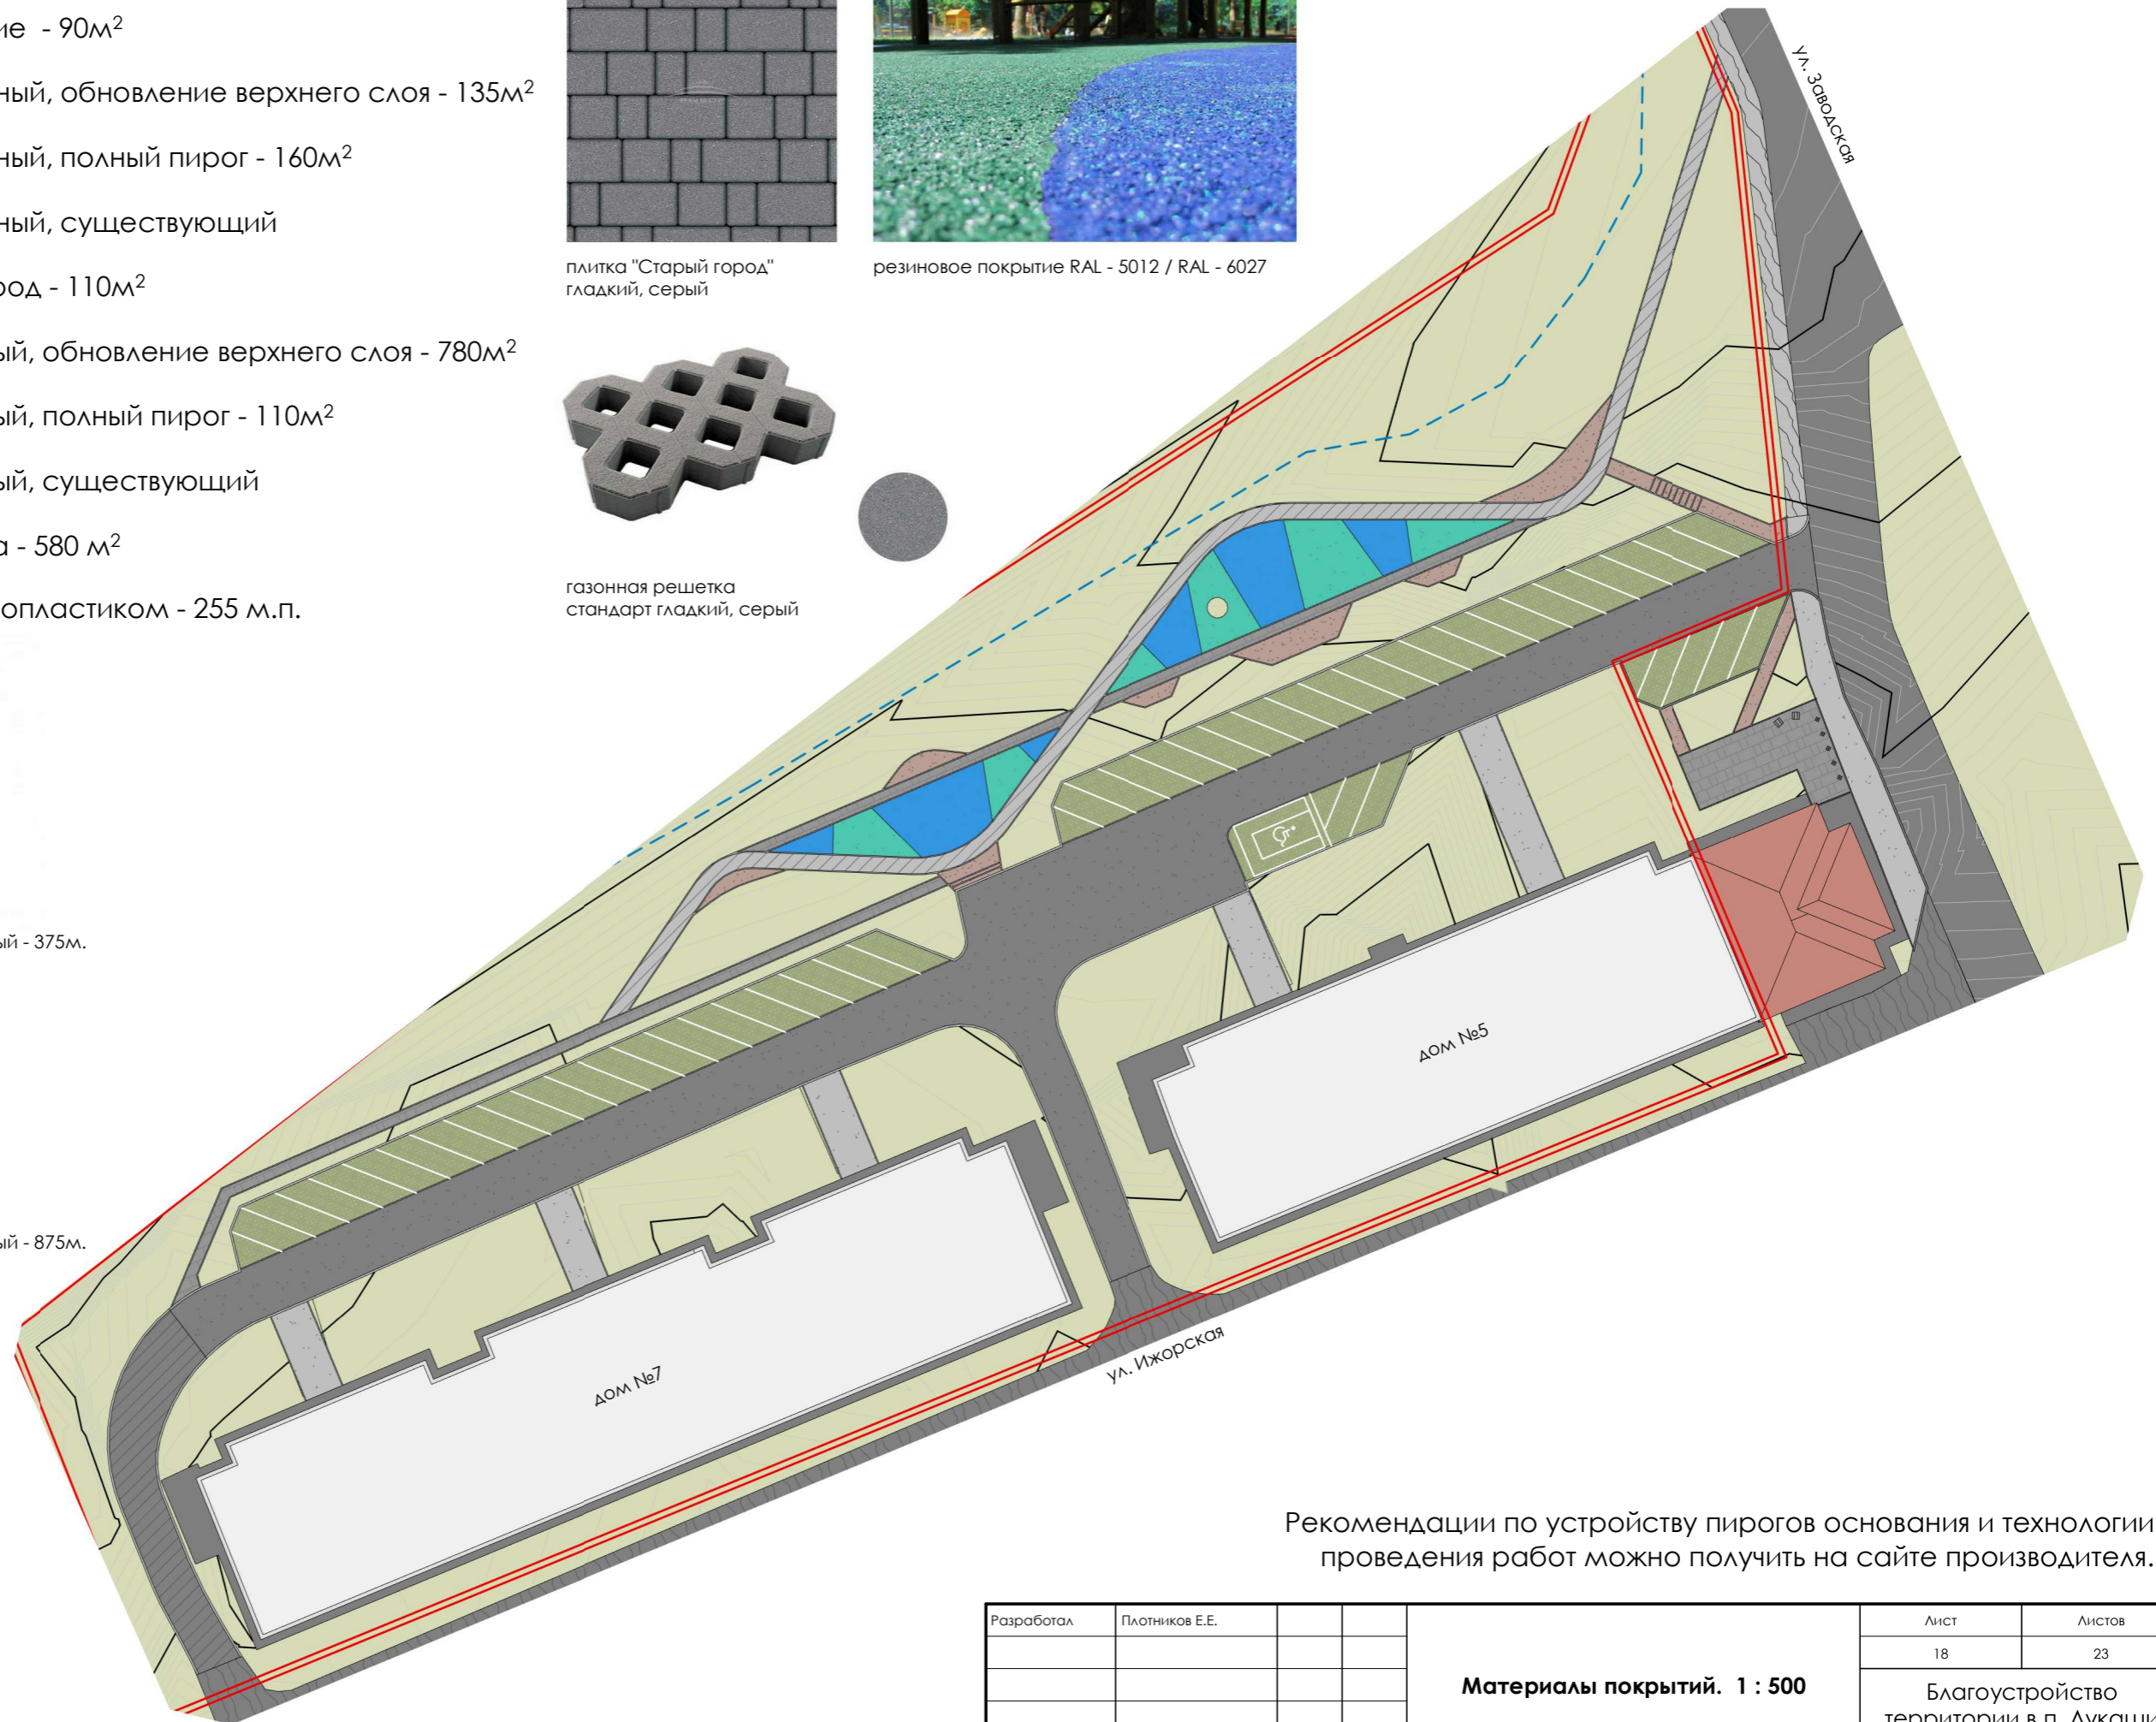 ие - 90м²
ный, обновление верхнего слоя - 135м²
ный, полный пирог - 160м²
ный, существующий
род - 110м²
ый, обновление верхнего слоя - 780м²
ый, полный пирог - 110м²
ый, существующий
а - 580 м²
опластиком - 255 м.п.
плитка "Старый город"
гладкий, серый
резиновое покрытие RAL - 5012 / RAL - 6027
газонная решетка
стандарт гладкий, серый
ый - 375м.
ый - 875м.
ул. Заводская
дом №5
дом №7
ул. Ижорская
Рекомендации по устройству пирогов основания и технологии
проведения работ можно получить на сайте производителя.
Разработал
Плотников Е.Е.
Материалы покрытий. 1 : 500
Лист
Листов
18
23
Благоустройство
территории в п. Лукаши